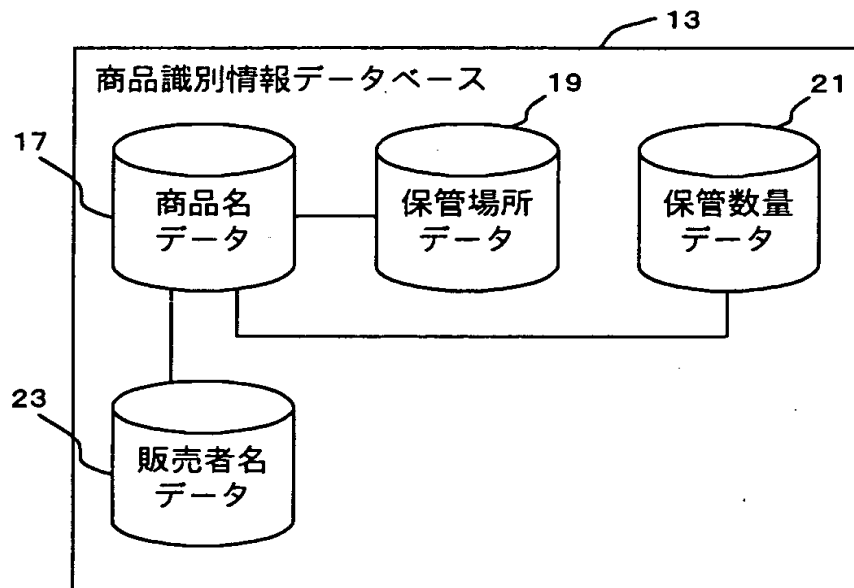 13
商品識別情報データベース
19
21
17
商品名
データ
保管場所
データ
保管数量
データ
23
販売者名
データ